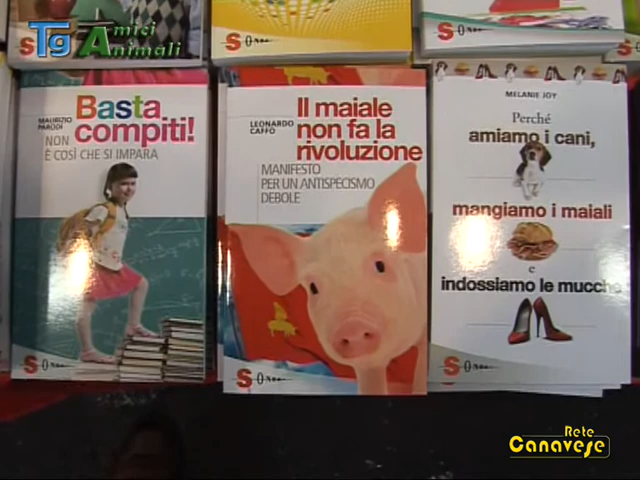 Tg Amici Animali
MAURIZIO
PARODI
Basta
compiti!
NON
È COSÌ CHE SI IMPARA
LEONARDO
CAFFO
Il maiale
non fa la
rivoluzione
MANIFESTO
PER UN ANTISPECISMO
DEBOLE
MELANIE JOY
Perché
amiamo i cani,
mangiamo i maiali
e
indossiamo le mucche
Rete
Canavese